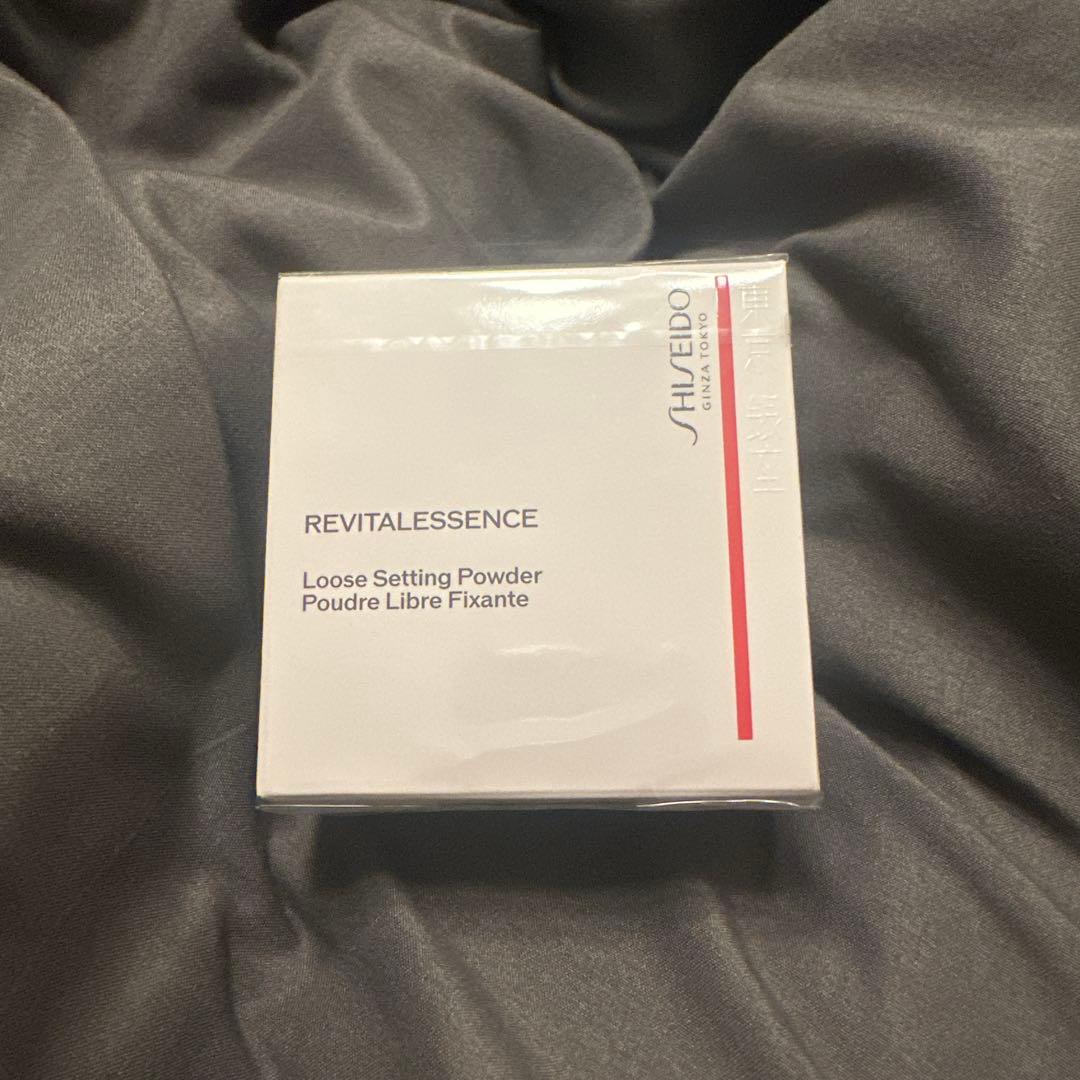 SHISEIDO
GINZA TOKYO
REVITALESSENCE
Loose Setting Powder
Poudre Libre Fixante